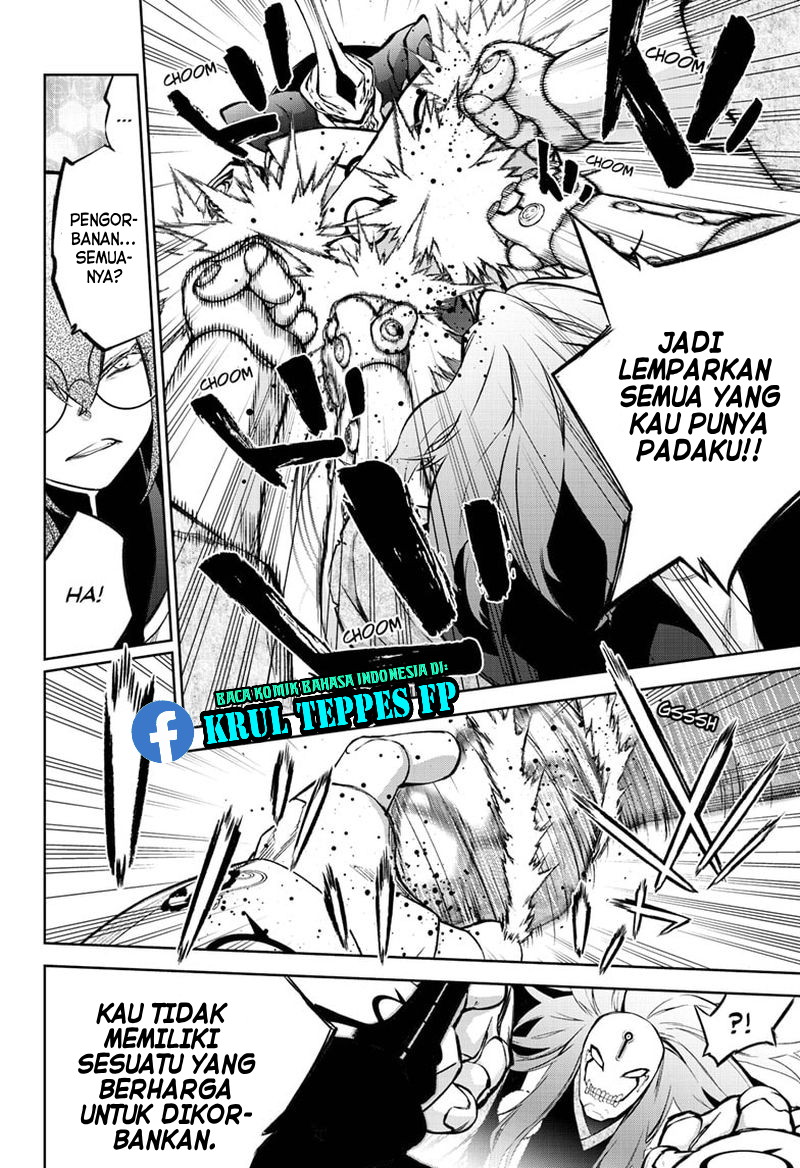 CHOOM
CHOOM
CHOOM
JADI
LEMPARKAN
SEMUA YANG
KAU PUNYA
PADAKU!!
CHOOM
CHOOM
CHOOM
...
PENGOR-
BANAN...
SEMUA-
NYA?
HA!
BACA KOMIK BAHASA INDONESIA DI:
KRUL TEPPES FP
GSSSH
?!
KAU TIDAK
MEMILIKI
SESUATU YANG
BERHARGA
UNTUK DIKOR-
BANKAN.